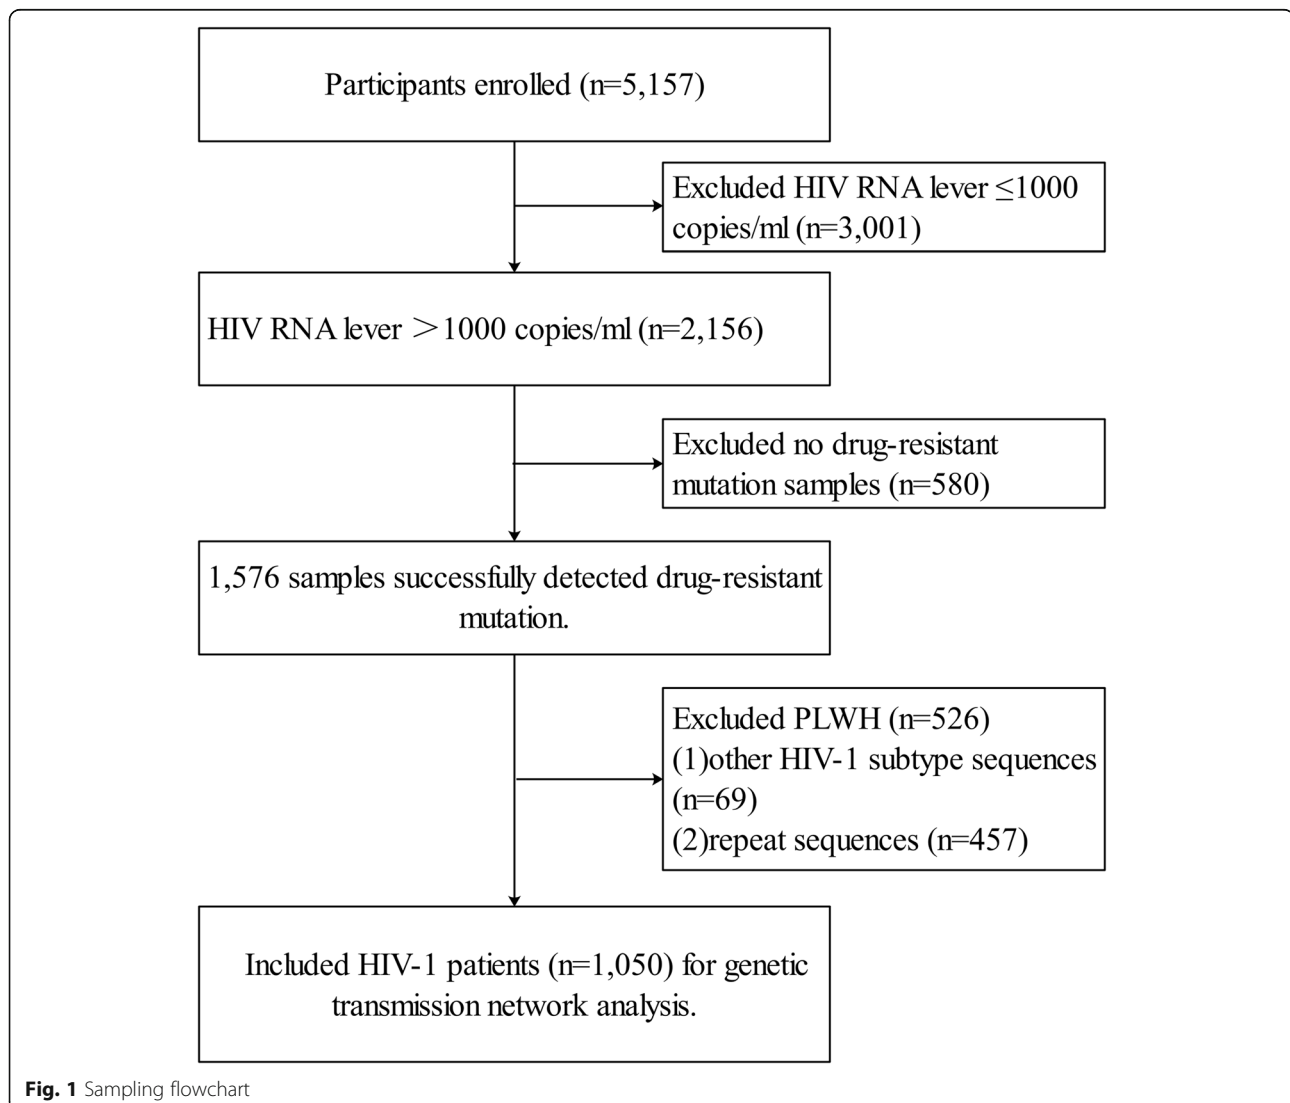 Participants enrolled (n=5,157)
Excluded HIV RNA lever ≤1000
copies/ml (n=3,001)
HIV RNA lever ＞1000 copies/ml (n=2,156)
Excluded no drug-resistant
mutation samples (n=580)
1,576 samples successfully detected drug-resistant
mutation.
Excluded PLWH (n=526)
(1)other HIV-1 subtype sequences
(n=69)
(2)repeat sequences (n=457)
Included HIV-1 patients (n=1,050) for genetic
transmission network analysis.
Fig. 1 Sampling flowchart